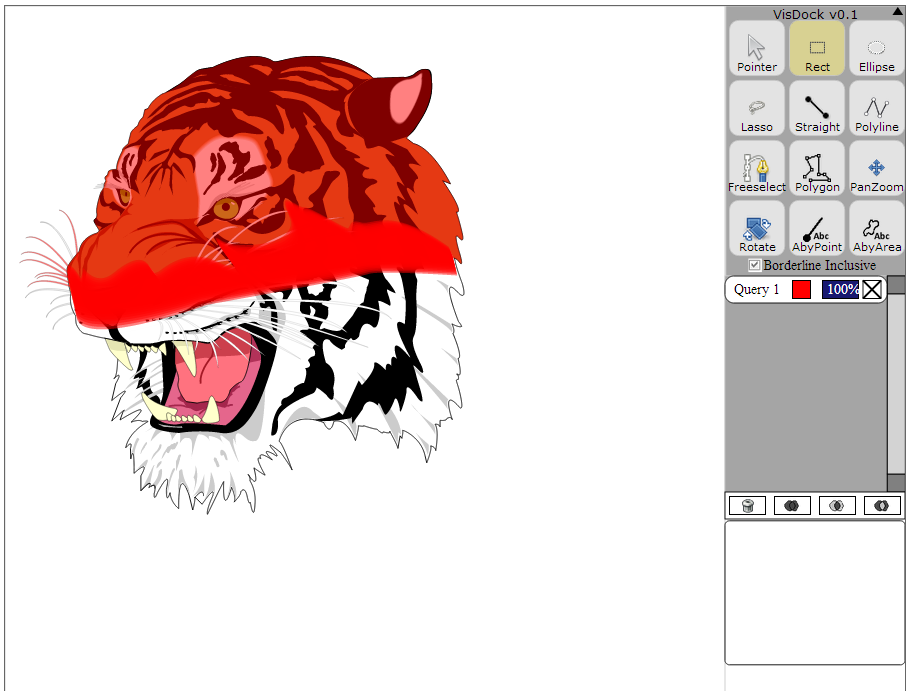 VisDock v0.1
Pointer Rect Ellipse
Lasso Straight Polyline
Freeselect Polygon PanZoom
Abc Abc
Rotate AbyPoint AbyArea
Borderline Inclusive
Query 1 100%